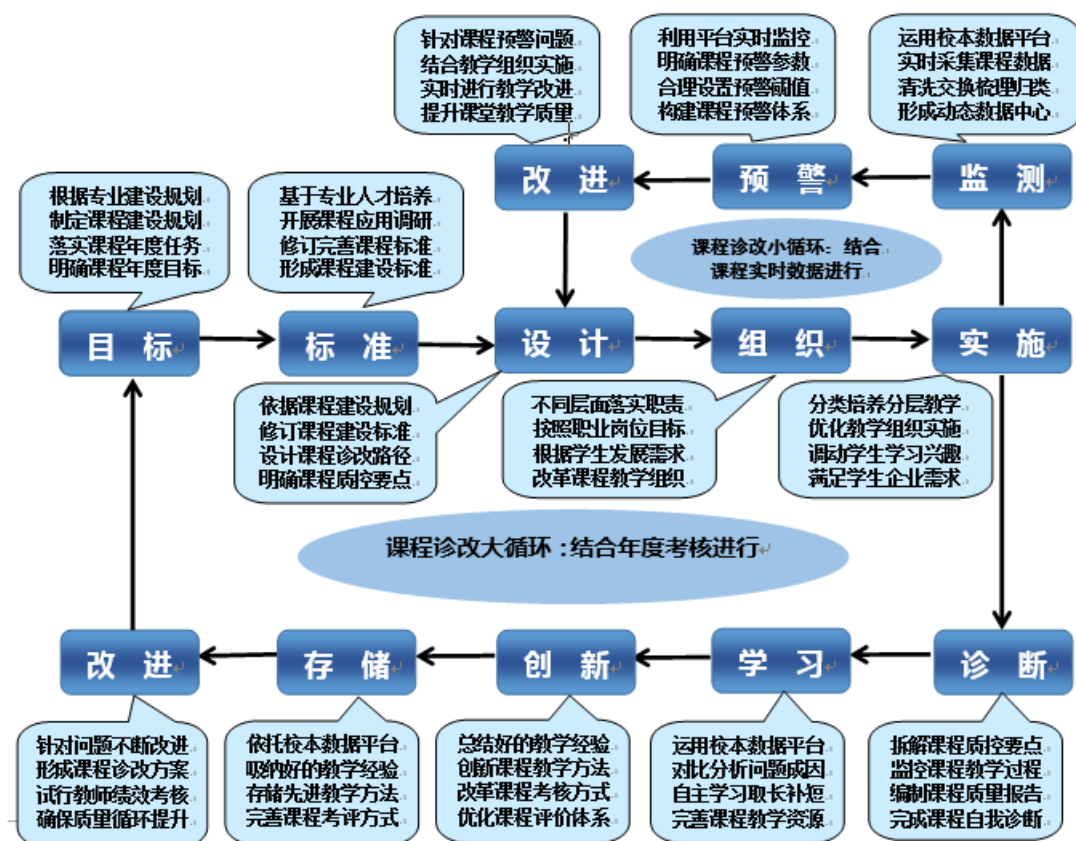 针对课程预警问题
结合教学组织实施
实时进行教学改进
提升课堂教学质量
利用平台实时监控
明确课程预警参数
合理设置预警阈值
构建课程预警体系
运用校本数据平台
实时采集课程数据
清洗交换梳理归类
形成动态数据中心
改 进
预 警
监 测
根据专业建设规划
制定课程建设规划
落实课程年度任务
明确课程年度目标
基于专业人才培养
开展课程应用调研
修订完善课程标准
形成课程建设标准
课程诊改小循环：结合
课程实时数据进行
目 标
标 准
设 计
组 织
实 施
依据课程建设规划
修订课程建设标准
设计课程诊改路径
明确课程质控要点
不同层面落实职责
按照职业岗位目标
根据学生发展需求
改革课程教学组织
分类培养分层教学
优化教学组织实施
调动学生学习兴趣
满足学生企业需求
课程诊改大循环：结合年度考核进行
改 进
存 储
创 新
学 习
诊 断
针对问题不断改进
形成课程诊改方案
试行教师绩效考核
确保质量循环提升
依托校本数据平台
吸纳好的教学经验
存储先进教学方法
完善课程考评方式
总结好的教学经验
创新课程教学方法
改革课程考核方式
优化课程评价体系
运用校本数据平台
对比分析问题成因
自主学习取长补短
完善课程教学资源
拆解课程质控要点
监控课程教学过程
编制课程质量报告
完成课程自我诊断